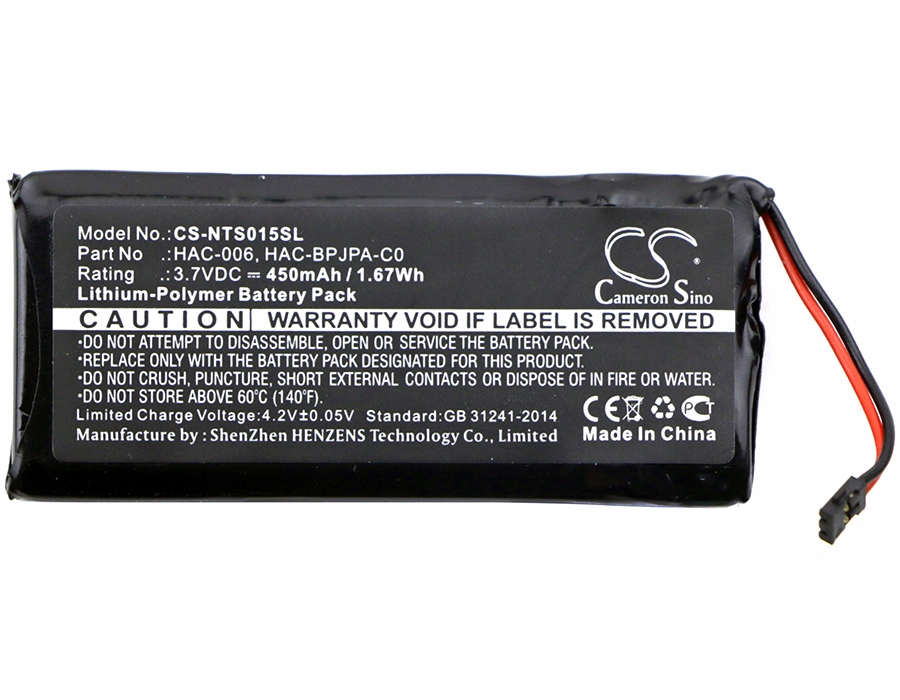 Model No.: CS-NTS015SL
Part No .: HAC-006, HAC-BPJPA-C0
Rating .: 3.7VDC ⎓ 450mAh / 1.67Wh
Lithium-Polymer Battery Pack
CS
Cameron Sino
CAUTION WARRANTY VOID IF LABEL IS REMOVED
•DO NOT ATTEMPT TO DISASSEMBLE, OPEN OR SERVICE THE BATTERY PACK.
•REPLACE ONLY WITH THE BATTERY PACK DESIGNATED FOR THIS PRODUCT.
•DO NOT CRUSH, PUNCTURE, SHORT EXTERNAL CONTACTS OR DISPOSE OF IN FIRE OR WATER.
•DO NOT STORE ABOVE 60°C (140°F).
Limited Charge Voltage:4.2V±0.05V Standard:GB 31241-2014
Manufacture by : ShenZhen HENZENS Technology Co., Limited
CE PCT
Made In China